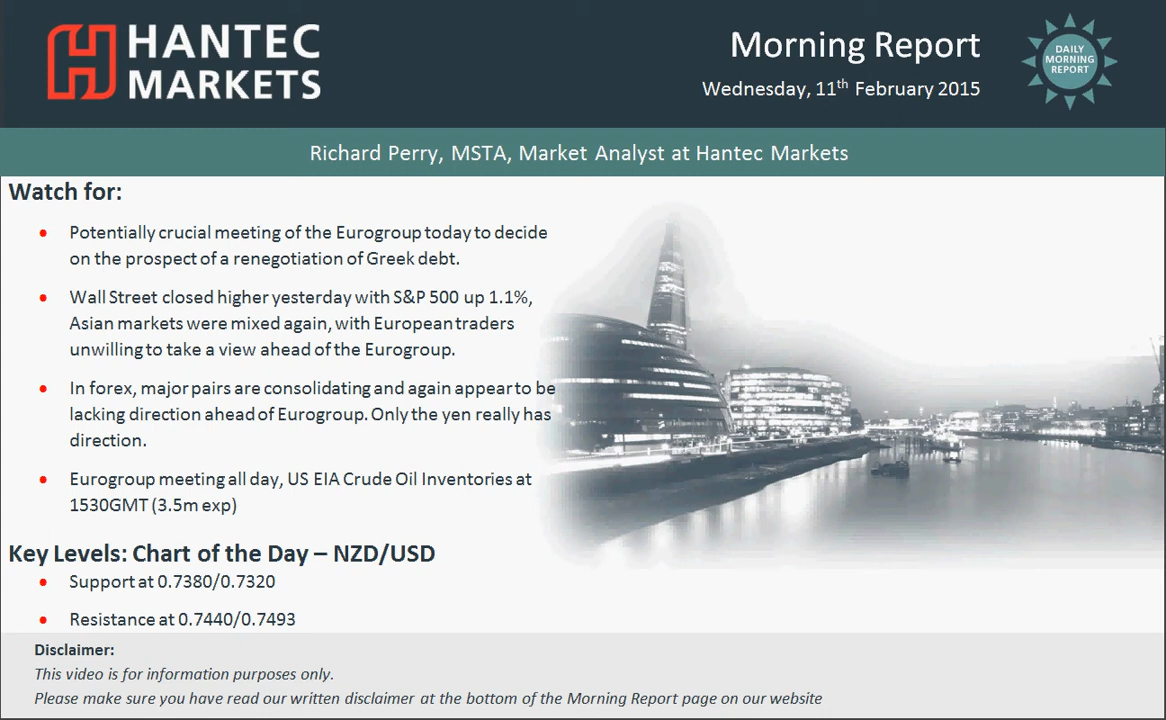 HANTEC
MARKETS
Morning Report
Wednesday, 11th February 2015
DAILY
MORNING
REPORT
Richard Perry, MSTA, Market Analyst at Hantec Markets
Watch for:
• Potentially crucial meeting of the Eurogroup today to decide
on the prospect of a renegotiation of Greek debt.
• Wall Street closed higher yesterday with S&P 500 up 1.1%,
Asian markets were mixed again, with European traders
unwilling to take a view ahead of the Eurogroup.
• In forex, major pairs are consolidating and again appear to be
lacking direction ahead of Eurogroup. Only the yen really has
direction.
• Eurogroup meeting all day, US EIA Crude Oil Inventories at
1530GMT (3.5m exp)
Key Levels: Chart of the Day – NZD/USD
• Support at 0.7380/0.7320
• Resistance at 0.7440/0.7493
Disclaimer:
This video is for information purposes only.
Please make sure you have read our written disclaimer at the bottom of the Morning Report page on our website